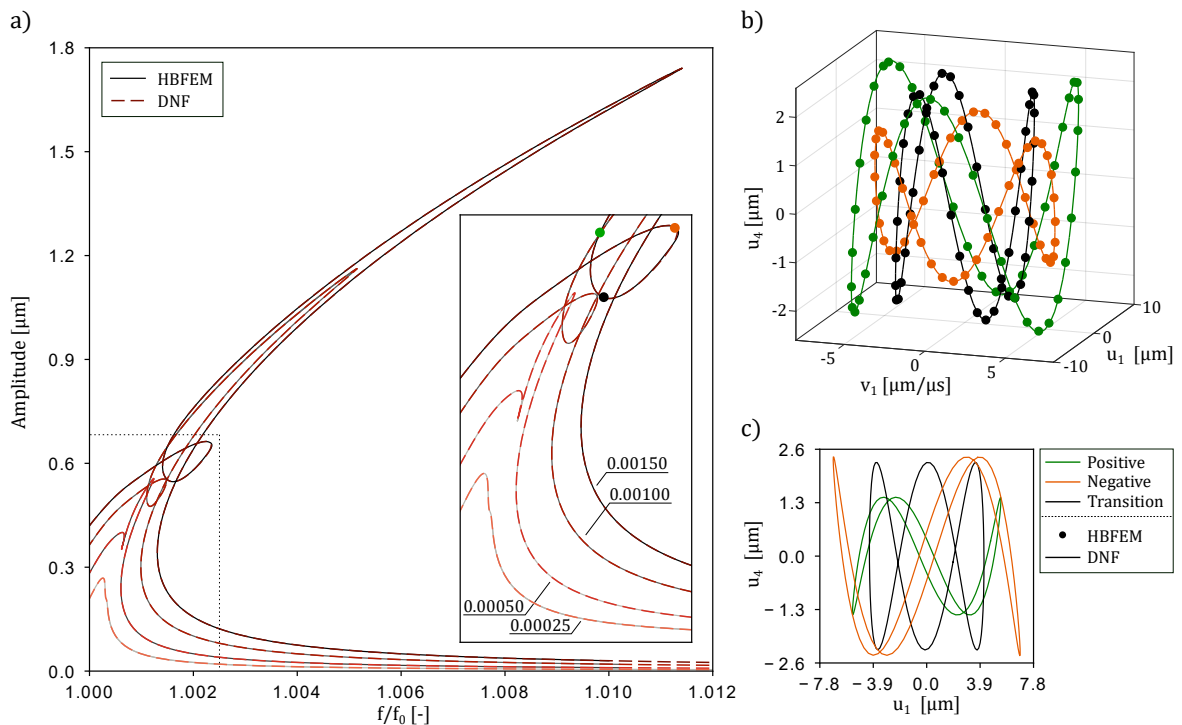 a)
1.8
1.5
1.2
0.9
0.6
0.3
0.0
Amplitude [μm]
HBFEM
DNF
0.00150
0.00100
0.00050
0.00025
1.000 1.002 1.004 1.006 1.008 1.010 1.012
f/f0 [-]
b)
2
1
0
-1
-2
u4 [μm]
-5 0 5
v1 [μm/μs]
-10 0 10
u1 [μm]
c)
2.6
1.3
0.0
−1.3
−2.6
u4 [μm]
−7.8 −3.9 0.0 3.9 7.8
u1 [μm]
Positive
Negative
Transition
HBFEM
DNF